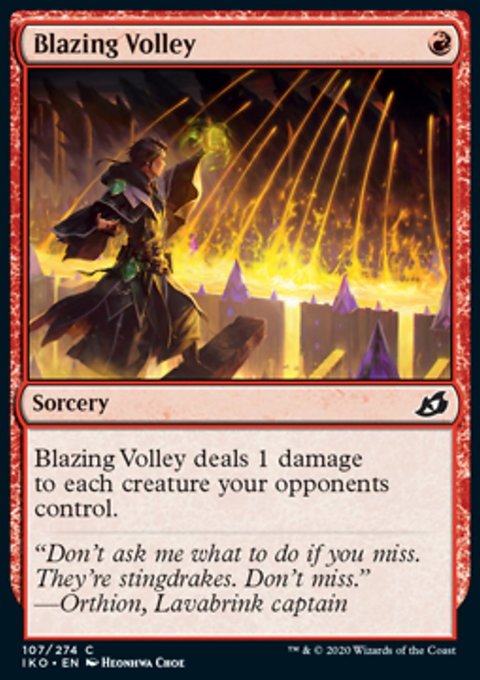 Blazing Volley
Sorcery
Blazing Volley deals 1 damage
to each creature your opponents
control.
“Don’t ask me what to do if you miss.
They’re stingdrakes. Don’t miss.”
—Orthion, Lavabrink captain
107/274 C
IKO • EN Heonhwa Choe
™ & © 2020 Wizards of the Coast